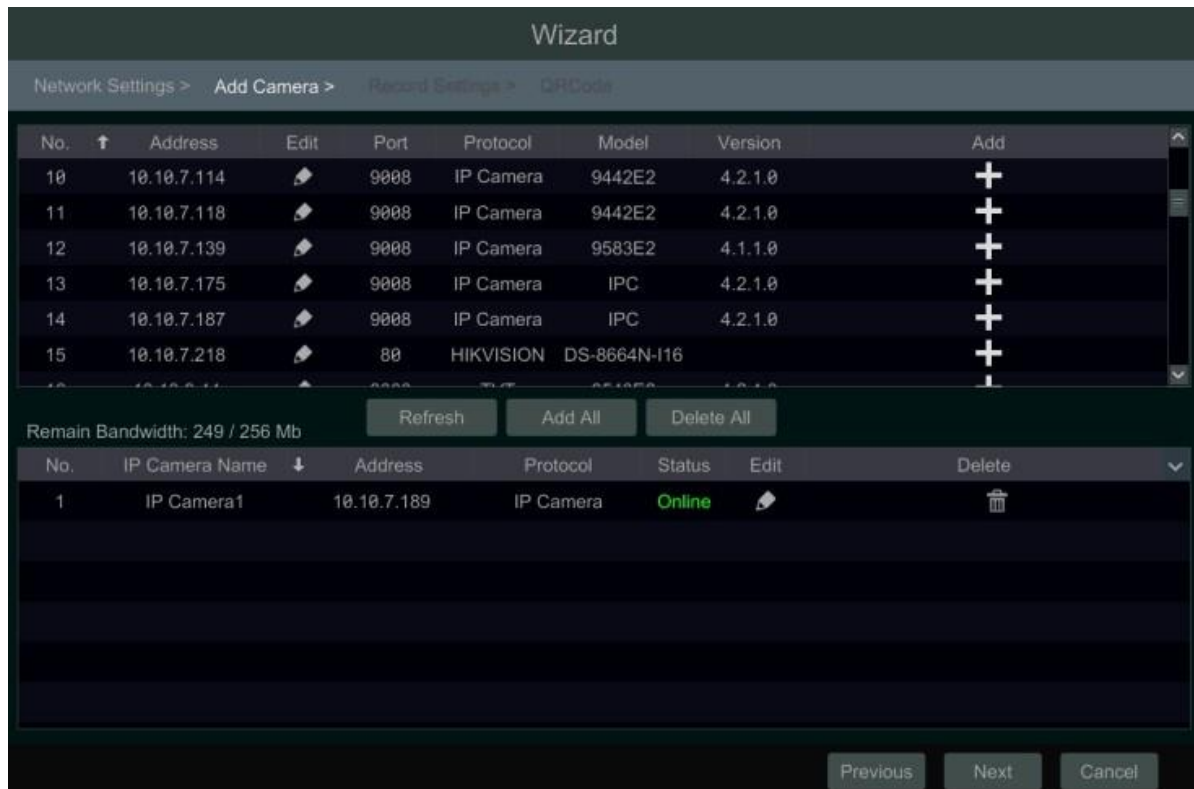 Wizard
Network Settings > Add Camera > Record Settings > QRCode
No. Address Edit Port Protocol Model Version Add
10 10.10.7.114 9008 IP Camera 9442E2 4.2.1.0
11 10.10.7.118 9008 IP Camera 9442E2 4.2.1.0
12 10.10.7.139 9008 IP Camera 9583E2 4.1.1.0
13 10.10.7.175 9008 IP Camera IPC 4.2.1.0
14 10.10.7.187 9008 IP Camera IPC 4.2.1.0
15 10.10.7.218 80 HIKVISION DS-8664N-I16
Remain Bandwidth: 249 / 256 Mb Refresh Add All Delete All
No. IP Camera Name Address Protocol Status Edit Delete
1 IP Camera1 10.10.7.189 IP Camera Online
Previous Next Cancel